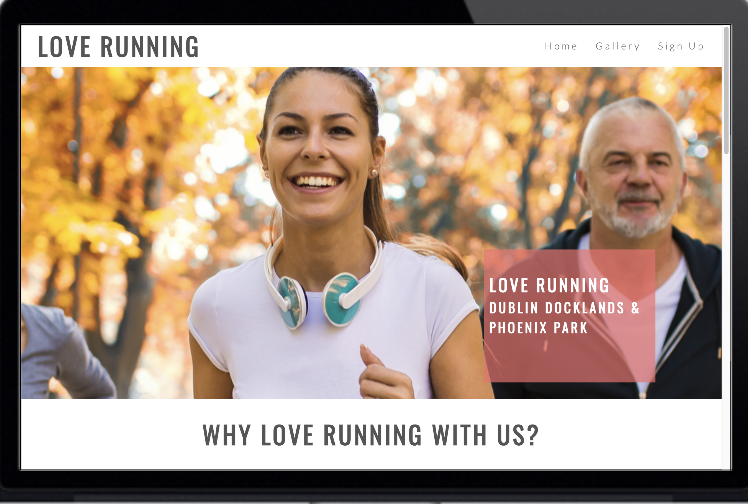 LOVE RUNNING
Home Gallery Sign Up
LOVE RUNNING
DUBLIN DOCKLANDS &
PHOENIX PARK
WHY LOVE RUNNING WITH US?